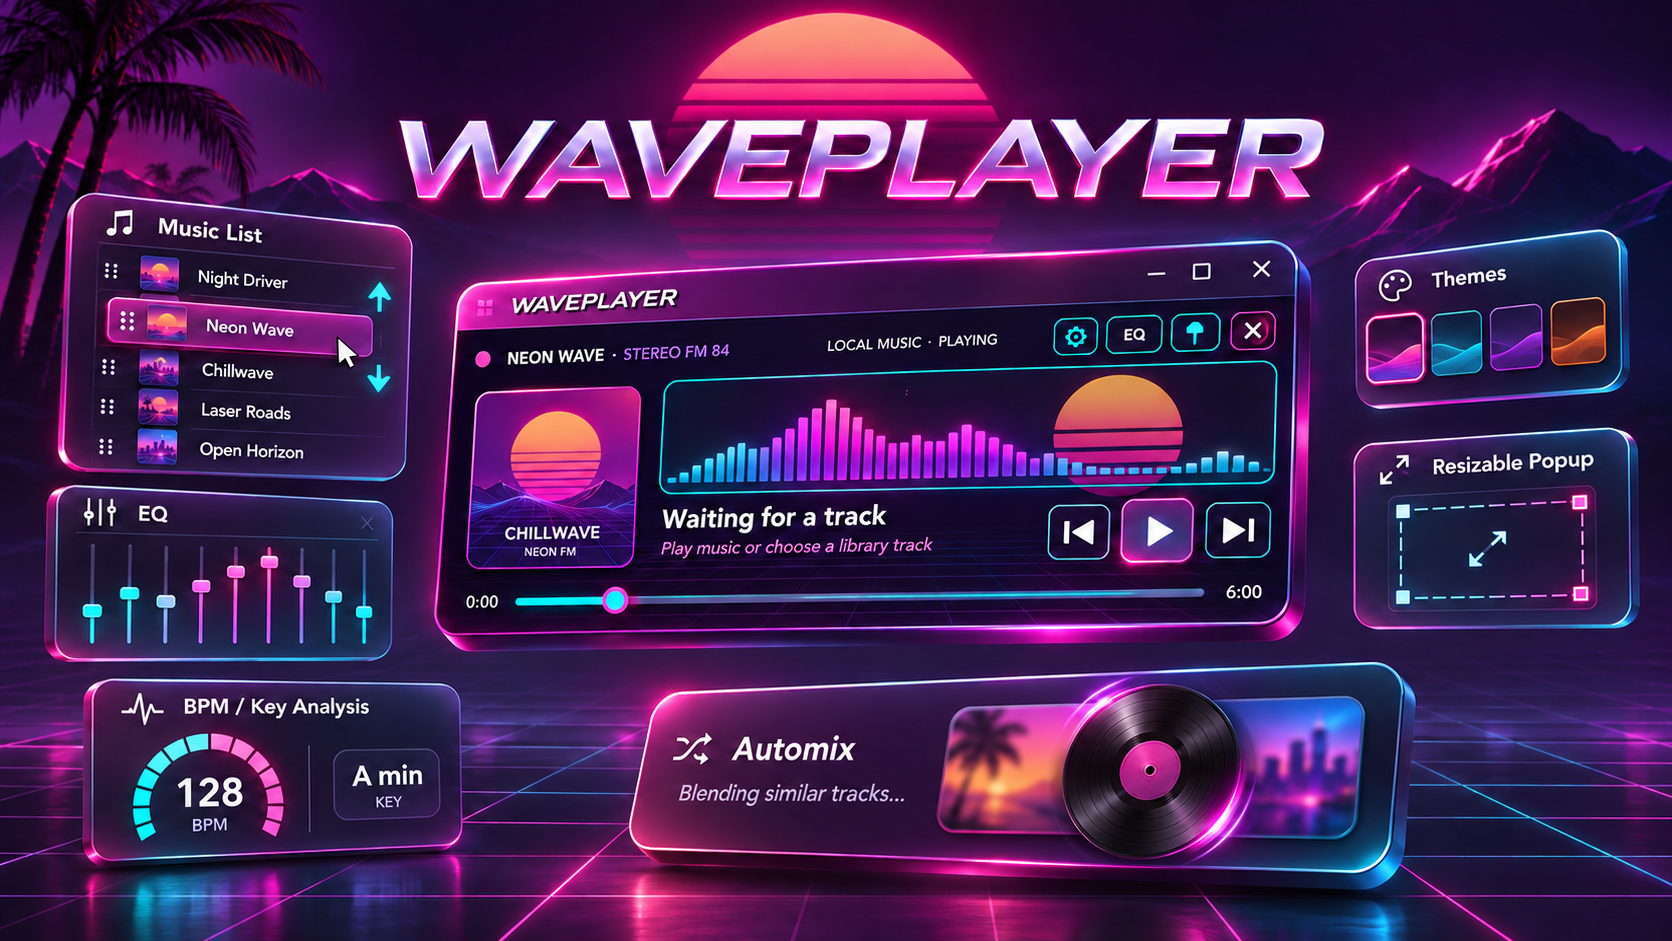 WAVEPLAYER
Music List
Night Driver
Neon Wave
Chillwave
Laser Roads
Open Horizon
EQ
BPM / Key Analysis
128
BPM
A min
KEY
WAVEPLAYER
NEON WAVE · STEREO FM 84
LOCAL MUSIC · PLAYING
EQ
CHILLWAVE
NEON FM
Waiting for a track
Play music or choose a library track
0:00
6:00
Automix
Blending similar tracks...
Themes
Resizable Popup